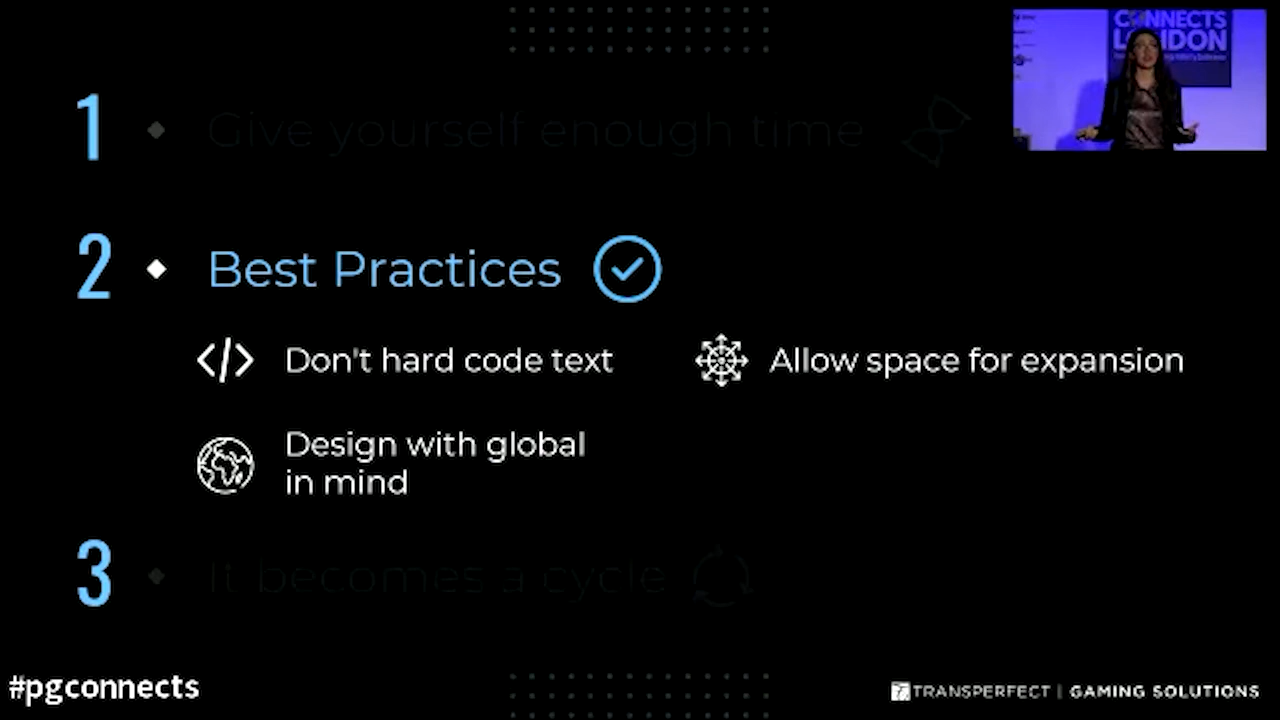 CONNECTS
LONDON
1
Give yourself enough time
2
Best Practices
</>
Don't hard code text
Allow space for expansion
Design with global
in mind
3
It becomes a cycle
#pgconnects
TRANSPERFECT | GAMING SOLUTIONS